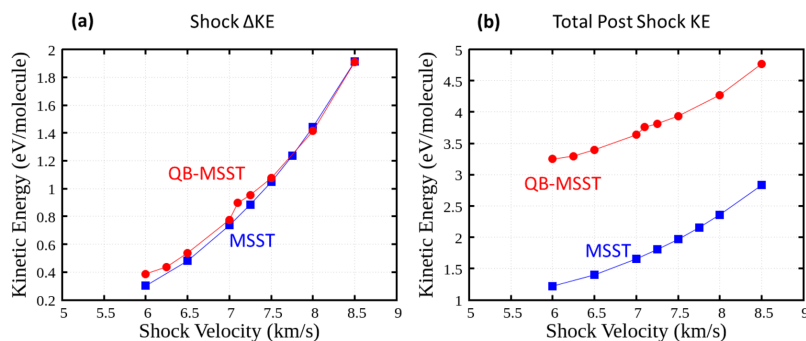 (a) Shock ΔKE
Kinetic Energy (eV/molecule)
2
1.8
1.6
1.4
1.2
1
0.8
0.6
0.4
0.2
QB-MSST
MSST
5 5.5 6 6.5 7 7.5 8 8.5 9
Shock Velocity (km/s)
(b) Total Post Shock KE
Kinetic Energy (eV/molecule)
5
4.5
4
3.5
3
2.5
2
1.5
1
QB-MSST
MSST
5 5.5 6 6.5 7 7.5 8 8.5 9
Shock Velocity (km/s)